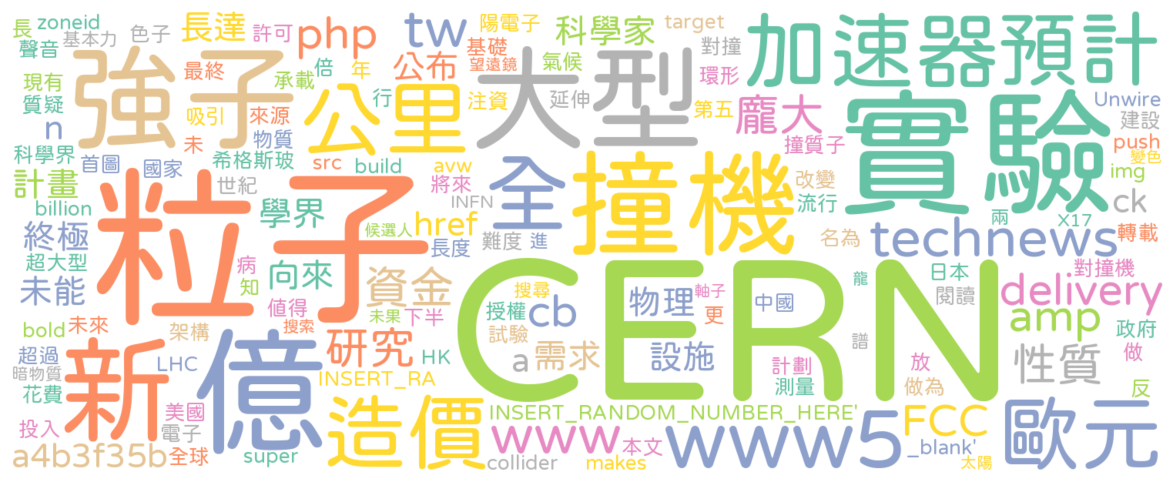 長 zoneid 色子 長達 許可 php tw 陽電子 科學家 target 加速器 預計
聲音 基本力 基礎 望遠鏡 氣候 對撞
現有 強子 最終 承載 倍 年 公布 大型 環形
質疑 吸引 來源 公里 行 注資 延伸 第五 龐大 Unwire
n 未 物質 撞質子 實驗 建設
科學界 首圖 國家 希格斯玻 src build avw 全 撞機 改變 push 變色
計畫 世紀 將來 INFN 流行 img
billion 粒子 學界 候選人 href 難度 進 名為 兩 X17 ck
終極 長度 technews 轉載
超大型 病 向來 資金 搜尋 物理 軸子 日本 龍 對撞機
未能 知 值得 CERN 授權 cb 更 中國 閱讀 delivery
bold 未來 架構 搜索 未果 下半 試驗 譜 amp 政府
超過 新 億 研究 a 需求 設施 放 做
暗物質 LHC INSERT_RA 計劃 性質
花費 測量 做為 反
投入 美國 造價 INSERT_RANDOM_NUMBER_HERE' FCC 歐元
電子 www 本文 www5 _blank'
a4b3f35b 全球 super collider makes 太陽